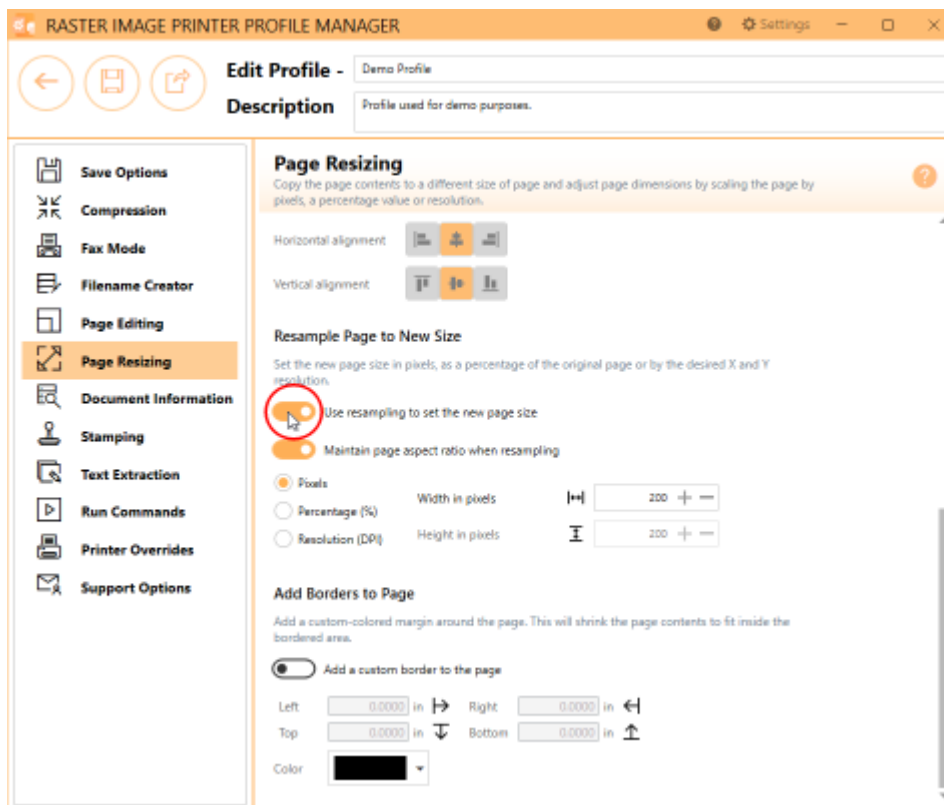 RASTER IMAGE PRINTER PROFILE MANAGER
? Settings
Edit Profile - Demo Profile
Description Profile used for demo purposes.
Save Options
Compression
Fax Mode
Filename Creator
Page Editing
Page Resizing
Document Information
Stamping
Text Extraction
Run Commands
Printer Overrides
Support Options
Page Resizing
Copy the page contents to a different size of page and adjust page dimensions by scaling the page by
pixels, a percentage value or resolution.
?
Horizontal alignment
Vertical alignment
Resample Page to New Size
Set the new page size in pixels, as a percentage of the original page or by the desired X and Y
resolution.
Use resampling to set the new page size
Maintain page aspect ratio when resampling
Pixels
Percentage (%)
Resolution (DPI)
Width in pixels 200
Height in pixels 200
Add Borders to Page
Add a custom-colored margin around the page. This will shrink the page contents to fit inside the
bordered area.
Add a custom border to the page
Left 0.0000 in Right 0.0000 in
Top 0.0000 in Bottom 0.0000 in
Color